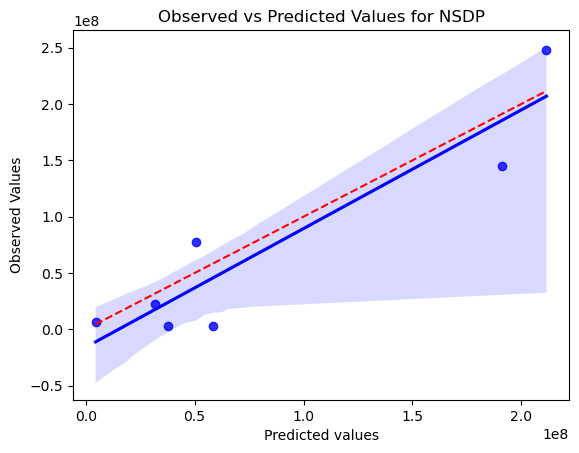 Observed vs Predicted Values for NSDP
1e8
2.5
2.0
1.5
1.0
0.5
0.0
−0.5
Observed Values
0.0 0.5 1.0 1.5 2.0
1e8
Predicted values